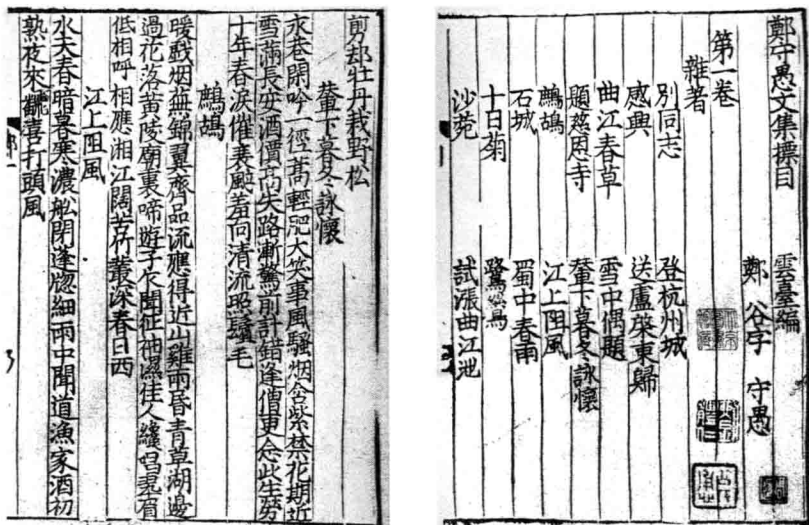 鄭守愚文集摽目　雲臺編
第一卷　鄭谷字　守愚
雜著
別同志　登杭州城
感興　送盧棨東歸
曲江春草　雪中偶題
題慈恩寺　輦下暮冬詠懷
鷓鴣　江上阻風
石城　蜀中春雨
十日菊　鷺鷥
沙苑　試漲曲江池
剪却牡丹栽野松
輦下暮冬詠懷
永巷閑吟一徑蒿輕肥大笑事風騷烟含紫禁花期近
雪滿長安酒價高失路漸驚前計錯逢僧更念此生勞
十年春淚催衰颯羞向清流照鬢毛
鷓鴣
暖戲烟蕪錦翼齊品流應得近山雞雨昏青草湖邊
過花落黄陵廟裏啼遊子乍聞征袖濕佳人纔唱翠眉
低相呼相應湘江闊苦竹叢深春日西
江上阻風
水天春暗暮寒濃舩閉逢窓細雨中聞道漁家酒初
熟夜來飜喜打頭風